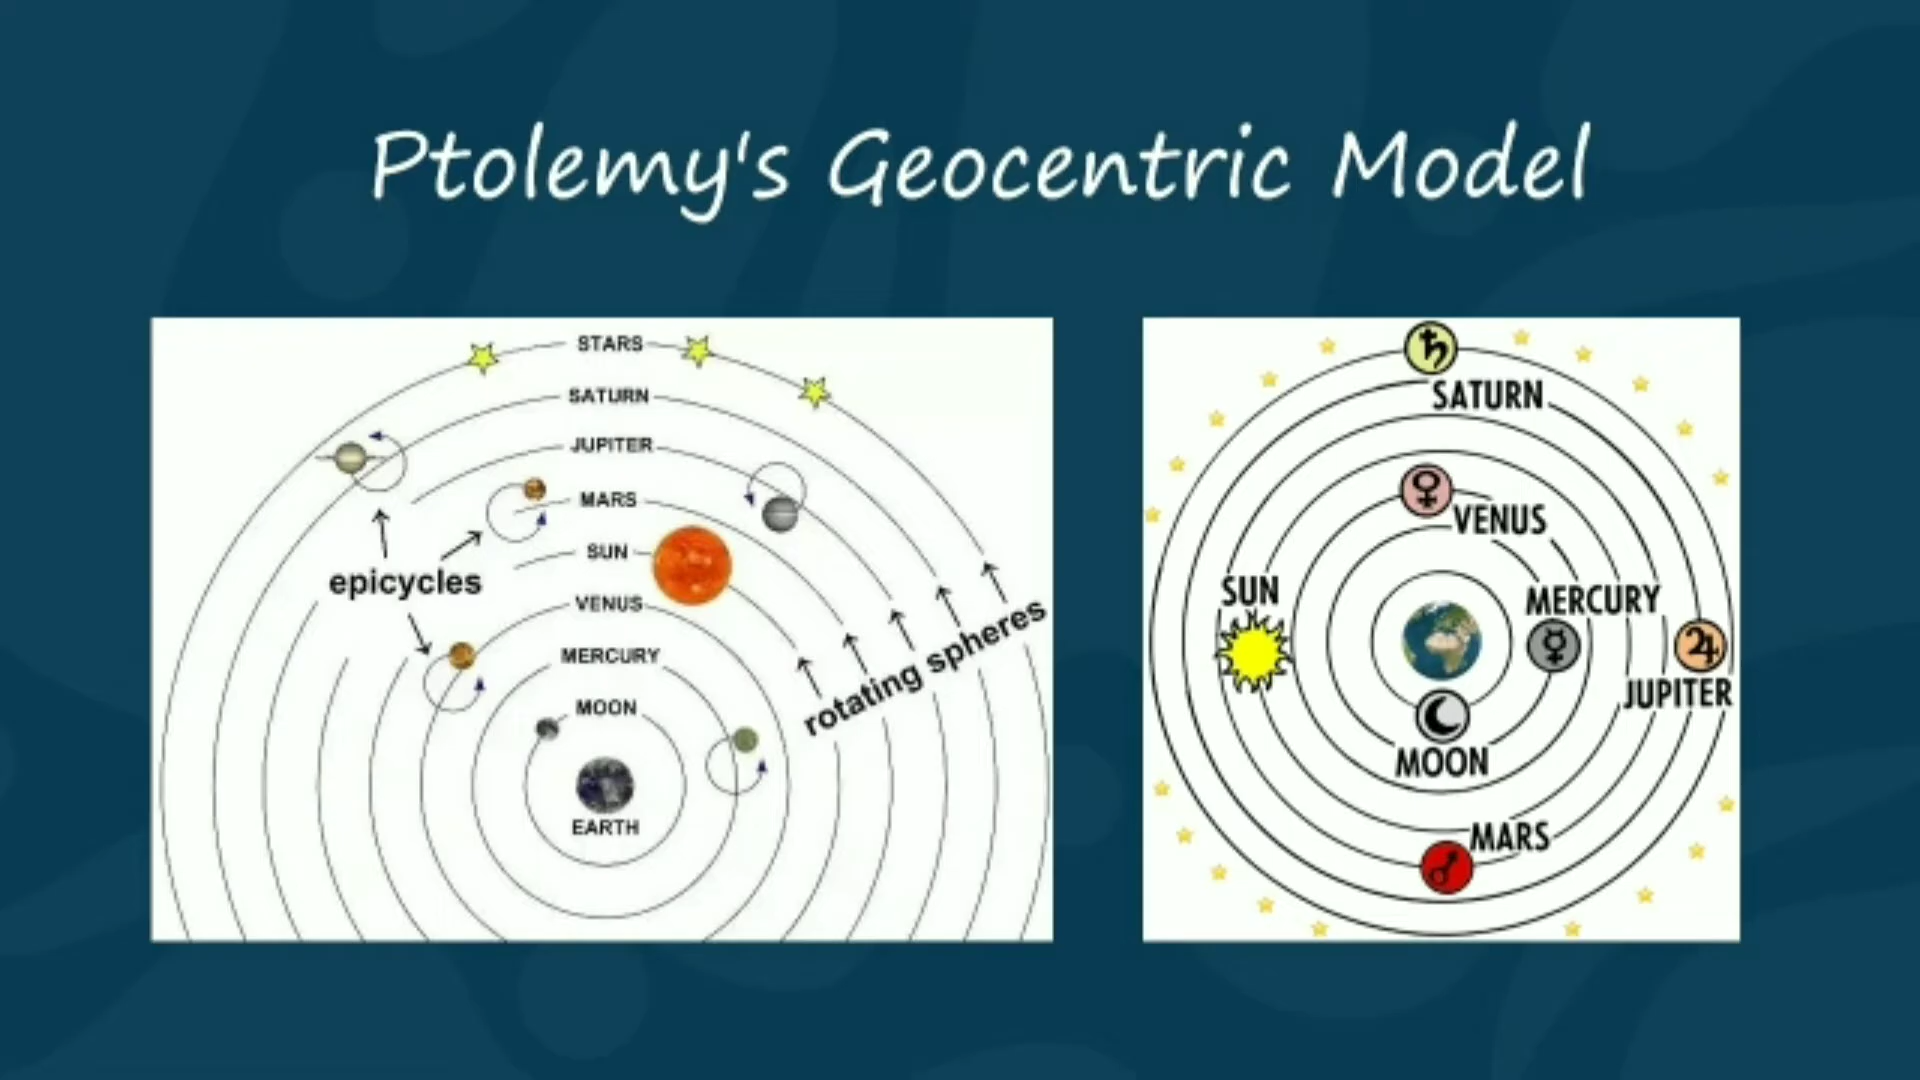 Ptolemy's Geocentric Model
STARS
SATURN
JUPITER
MARS
SUN
epicycles
VENUS
rotating spheres
MERCURY
MOON
EARTH
SATURN
VENUS
SUN
MERCURY
JUPITER
MOON
MARS